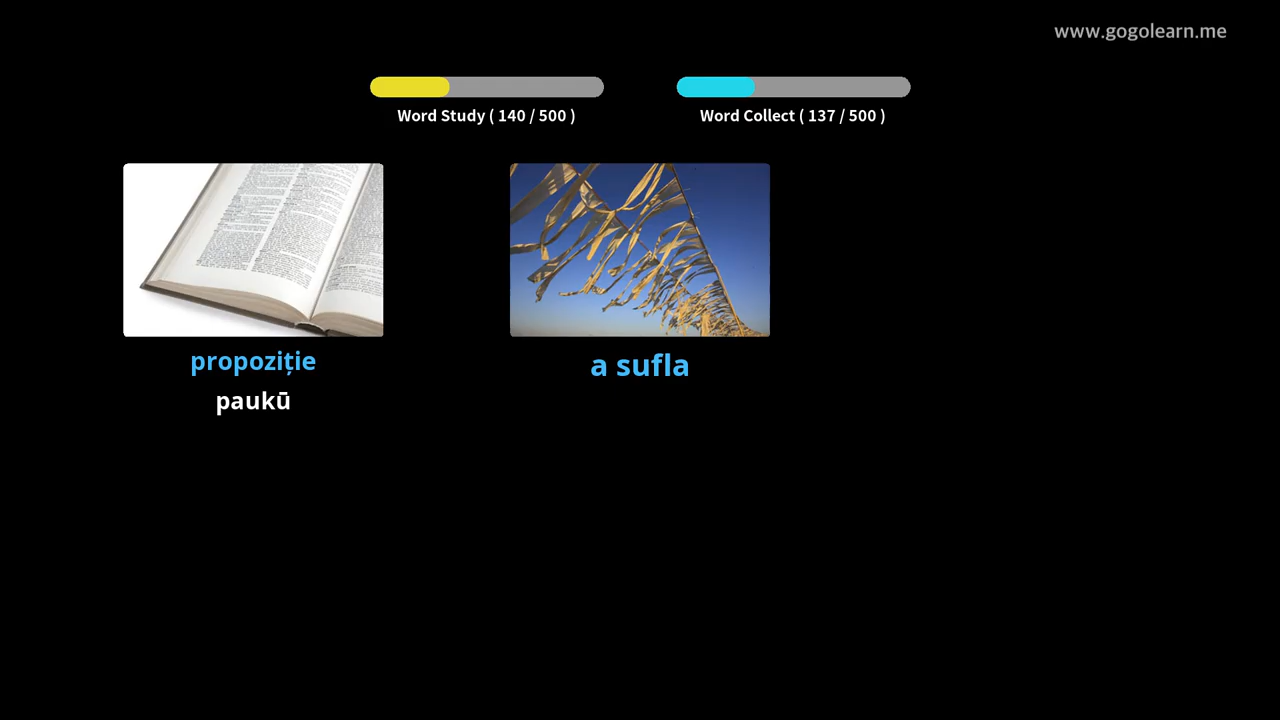 www.gogolearn.me
Word Study ( 140 / 500 )
Word Collect ( 137 / 500 )
propoziție
paukū
a sufla